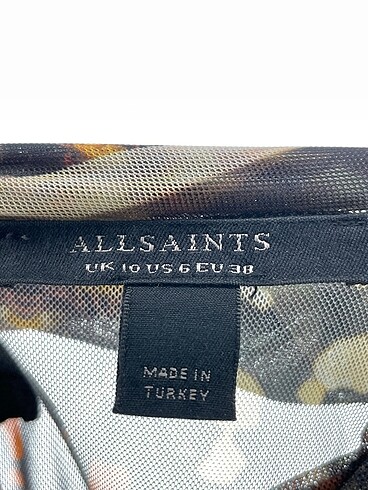 ALLSAINTS
UK 10 US 6 EU 38
MADE IN
TURKEY